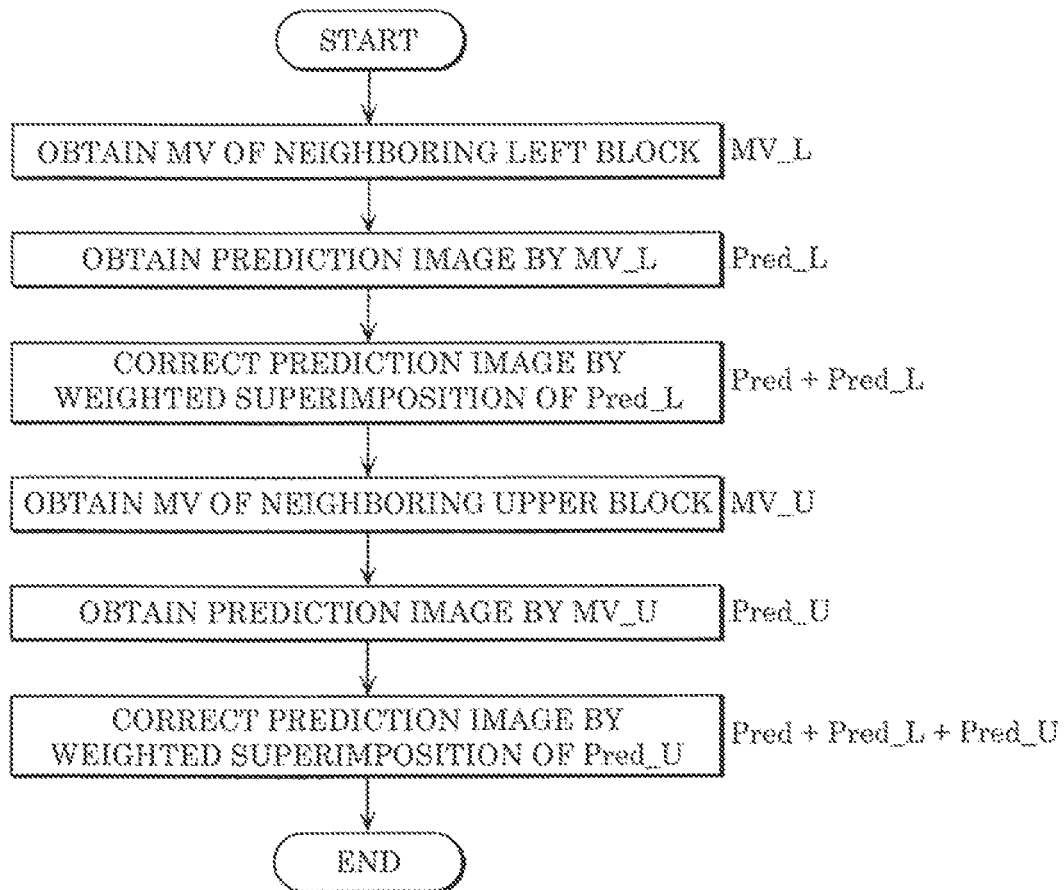 START
OBTAIN MV OF NEIGHBORING LEFT BLOCK MV_L
OBTAIN PREDICTION IMAGE BY MV_L Pred_L
CORRECT PREDICTION IMAGE BY
WEIGHTED SUPERIMPOSITION OF Pred_L
Pred + Pred_L
OBTAIN MV OF NEIGHBORING UPPER BLOCK MV_U
OBTAIN PREDICTION IMAGE BY MV_U Pred_U
CORRECT PREDICTION IMAGE BY
WEIGHTED SUPERIMPOSITION OF Pred_U
Pred + Pred_L + Pred_U
END